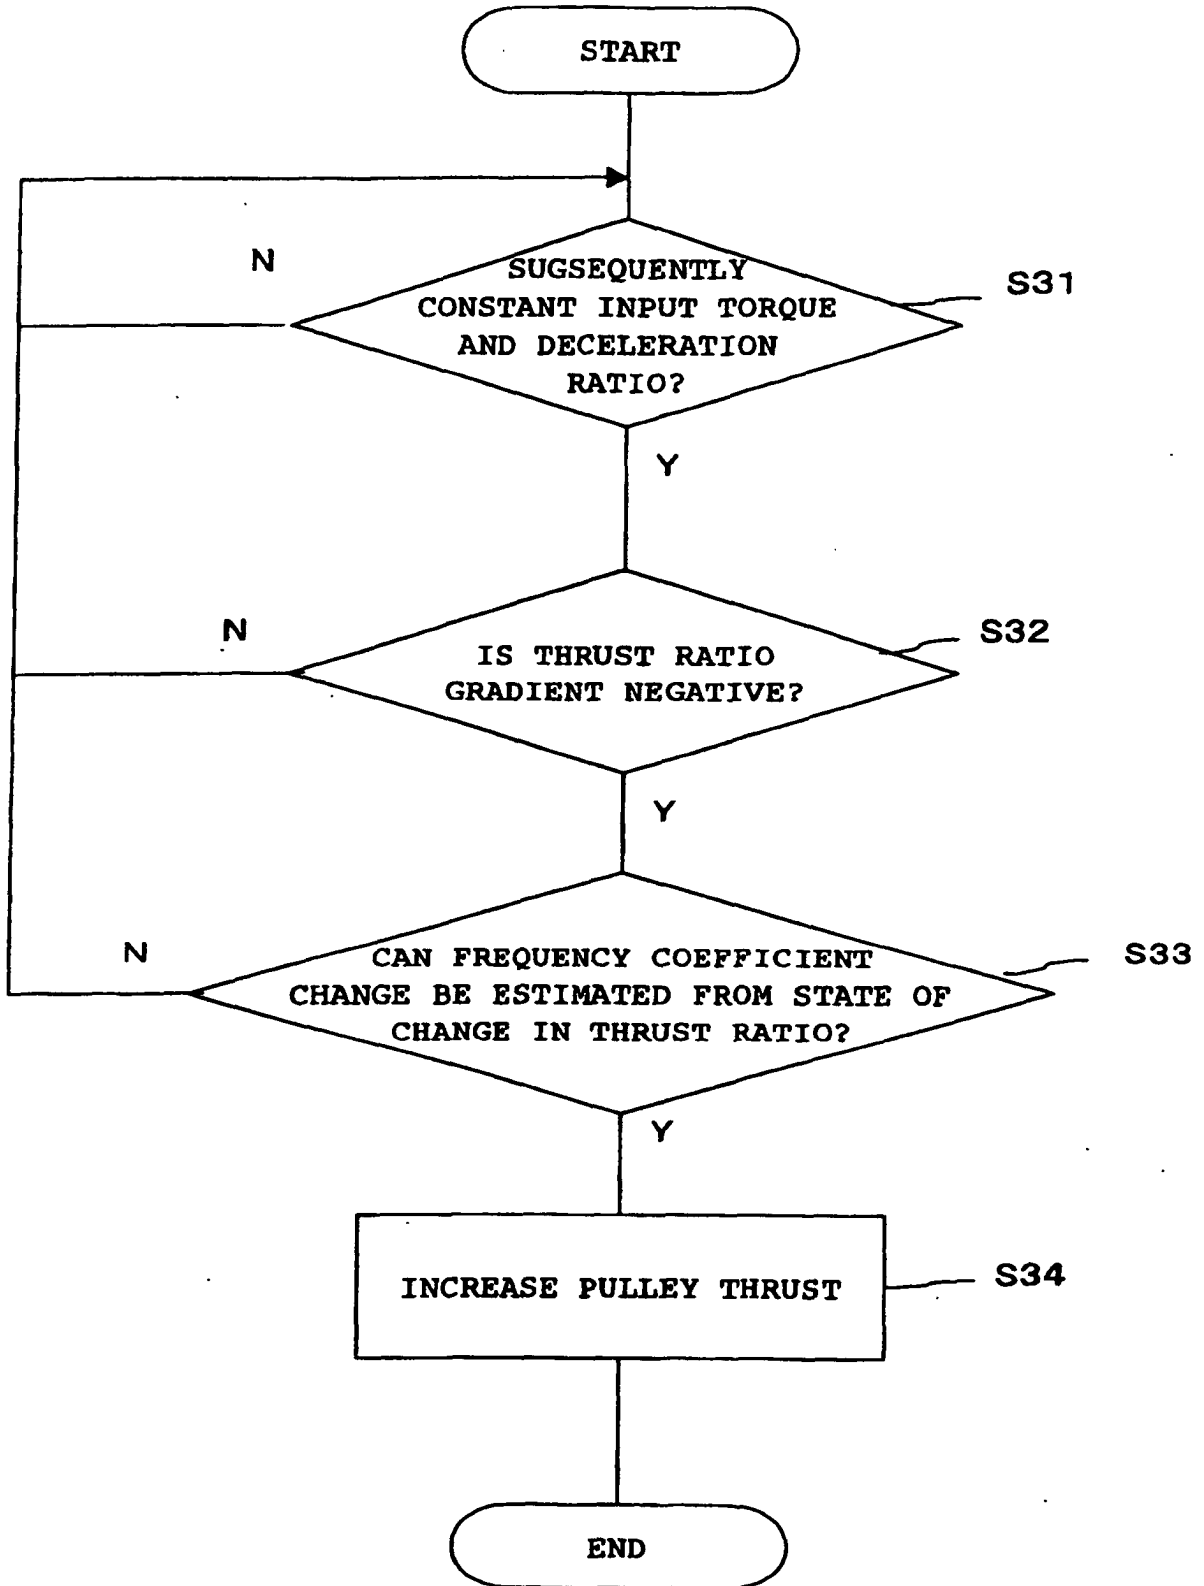 START
N
SUGSEQUENTLY
CONSTANT INPUT TORQUE
AND DECELERATION
RATIO?
S31
Y
N
IS THRUST RATIO
GRADIENT NEGATIVE?
S32
Y
N
CAN FREQUENCY COEFFICIENT
CHANGE BE ESTIMATED FROM STATE OF
CHANGE IN THRUST RATIO?
S33
Y
INCREASE PULLEY THRUST
S34
END